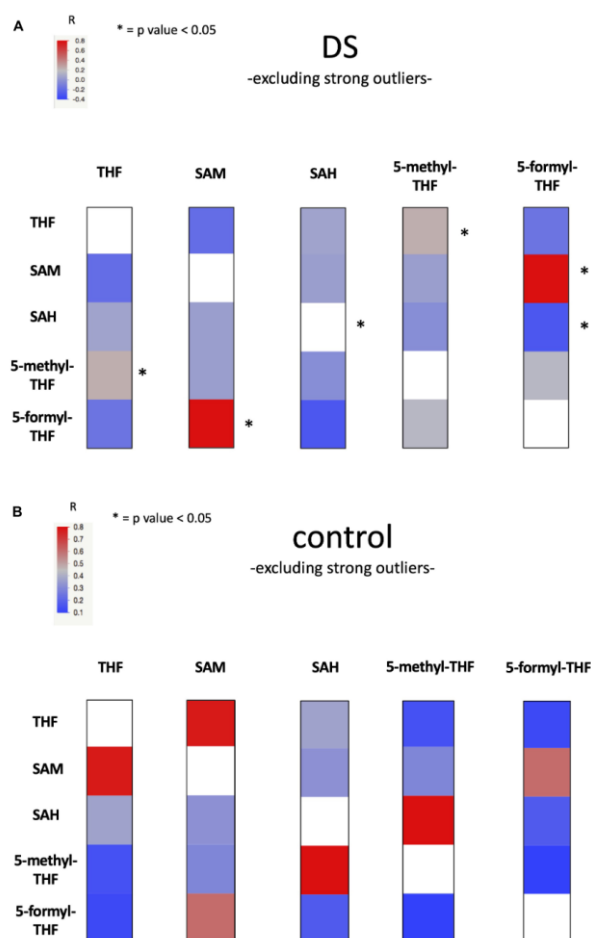 A
R
* = p value < 0.05
0.8
0.6
0.4
0.2
0.0
-0.2
-0.4
DS
-excluding strong outliers-
THF SAM SAH 5-methyl-THF 5-formyl-THF
THF
*
SAM
*
SAH
* *
5-methyl-
THF
*
5-formyl-
THF
*
B
R
* = p value < 0.05
0.8
0.7
0.6
0.5
0.4
0.3
0.2
0.1
control
-excluding strong outliers-
THF SAM SAH 5-methyl-THF 5-formyl-THF
THF
SAM
SAH
5-methyl-
THF
5-formyl-
THF